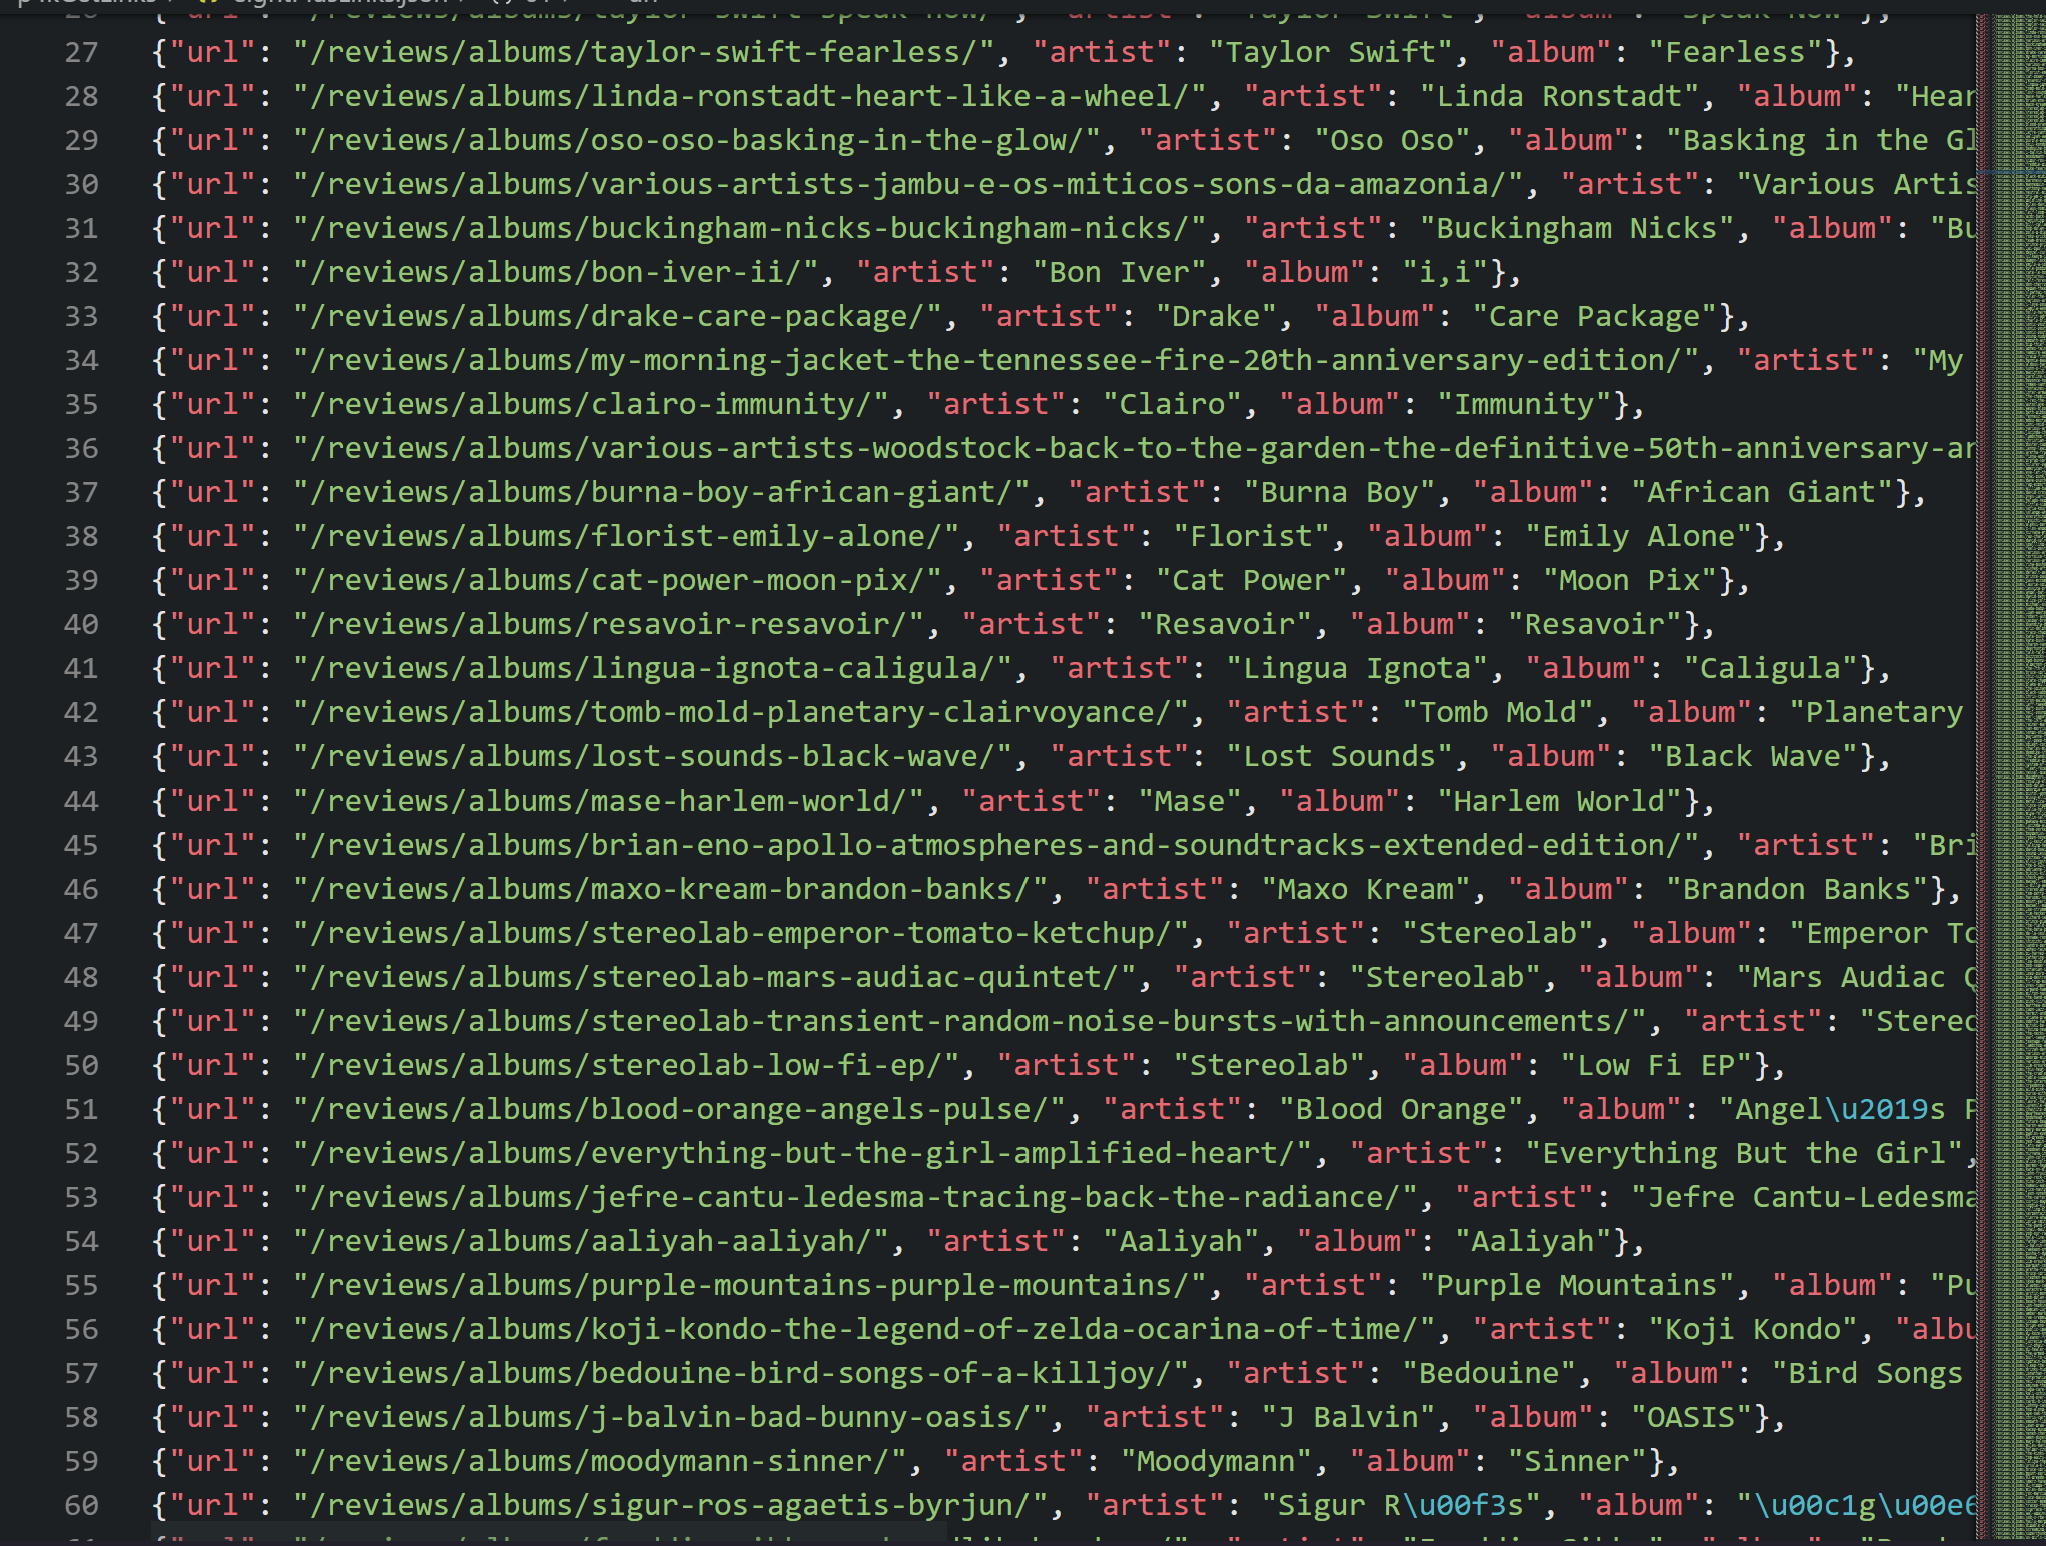 27 {"url": "/reviews/albums/taylor-swift-fearless/", "artist": "Taylor Swift", "album": "Fearless"},
28 {"url": "/reviews/albums/linda-ronstadt-heart-like-a-wheel/", "artist": "Linda Ronstadt", "album": "Hear
29 {"url": "/reviews/albums/oso-oso-basking-in-the-glow/", "artist": "Oso Oso", "album": "Basking in the Gl
30 {"url": "/reviews/albums/various-artists-jambu-e-os-miticos-sons-da-amazonia/", "artist": "Various Artis
31 {"url": "/reviews/albums/buckingham-nicks-buckingham-nicks/", "artist": "Buckingham Nicks", "album": "Bu
32 {"url": "/reviews/albums/bon-iver-ii/", "artist": "Bon Iver", "album": "i,i"},
33 {"url": "/reviews/albums/drake-care-package/", "artist": "Drake", "album": "Care Package"},
34 {"url": "/reviews/albums/my-morning-jacket-the-tennessee-fire-20th-anniversary-edition/", "artist": "My
35 {"url": "/reviews/albums/clairo-immunity/", "artist": "Clairo", "album": "Immunity"},
36 {"url": "/reviews/albums/various-artists-woodstock-back-to-the-garden-the-definitive-50th-anniversary-ar
37 {"url": "/reviews/albums/burna-boy-african-giant/", "artist": "Burna Boy", "album": "African Giant"},
38 {"url": "/reviews/albums/florist-emily-alone/", "artist": "Florist", "album": "Emily Alone"},
39 {"url": "/reviews/albums/cat-power-moon-pix/", "artist": "Cat Power", "album": "Moon Pix"},
40 {"url": "/reviews/albums/resavoir-resavoir/", "artist": "Resavoir", "album": "Resavoir"},
41 {"url": "/reviews/albums/lingua-ignota-caligula/", "artist": "Lingua Ignota", "album": "Caligula"},
42 {"url": "/reviews/albums/tomb-mold-planetary-clairvoyance/", "artist": "Tomb Mold", "album": "Planetary
43 {"url": "/reviews/albums/lost-sounds-black-wave/", "artist": "Lost Sounds", "album": "Black Wave"},
44 {"url": "/reviews/albums/mase-harlem-world/", "artist": "Mase", "album": "Harlem World"},
45 {"url": "/reviews/albums/brian-eno-apollo-atmospheres-and-soundtracks-extended-edition/", "artist": "Bri
46 {"url": "/reviews/albums/maxo-kream-brandon-banks/", "artist": "Maxo Kream", "album": "Brandon Banks"},
47 {"url": "/reviews/albums/stereolab-emperor-tomato-ketchup/", "artist": "Stereolab", "album": "Emperor To
48 {"url": "/reviews/albums/stereolab-mars-audiac-quintet/", "artist": "Stereolab", "album": "Mars Audiac Q
49 {"url": "/reviews/albums/stereolab-transient-random-noise-bursts-with-announcements/", "artist": "Stereo
50 {"url": "/reviews/albums/stereolab-low-fi-ep/", "artist": "Stereolab", "album": "Low Fi EP"},
51 {"url": "/reviews/albums/blood-orange-angels-pulse/", "artist": "Blood Orange", "album": "Angel\u2019s P
52 {"url": "/reviews/albums/everything-but-the-girl-amplified-heart/", "artist": "Everything But the Girl",
53 {"url": "/reviews/albums/jefre-cantu-ledesma-tracing-back-the-radiance/", "artist": "Jefre Cantu-Ledesma
54 {"url": "/reviews/albums/aaliyah-aaliyah/", "artist": "Aaliyah", "album": "Aaliyah"},
55 {"url": "/reviews/albums/purple-mountains-purple-mountains/", "artist": "Purple Mountains", "album": "Pu
56 {"url": "/reviews/albums/koji-kondo-the-legend-of-zelda-ocarina-of-time/", "artist": "Koji Kondo", "albu
57 {"url": "/reviews/albums/bedouine-bird-songs-of-a-killjoy/", "artist": "Bedouine", "album": "Bird Songs
58 {"url": "/reviews/albums/j-balvin-bad-bunny-oasis/", "artist": "J Balvin", "album": "OASIS"},
59 {"url": "/reviews/albums/moodymann-sinner/", "artist": "Moodymann", "album": "Sinner"},
60 {"url": "/reviews/albums/sigur-ros-agaetis-byrjun/", "artist": "Sigur R\u00f3s", "album": "\u00c1g\u00e6